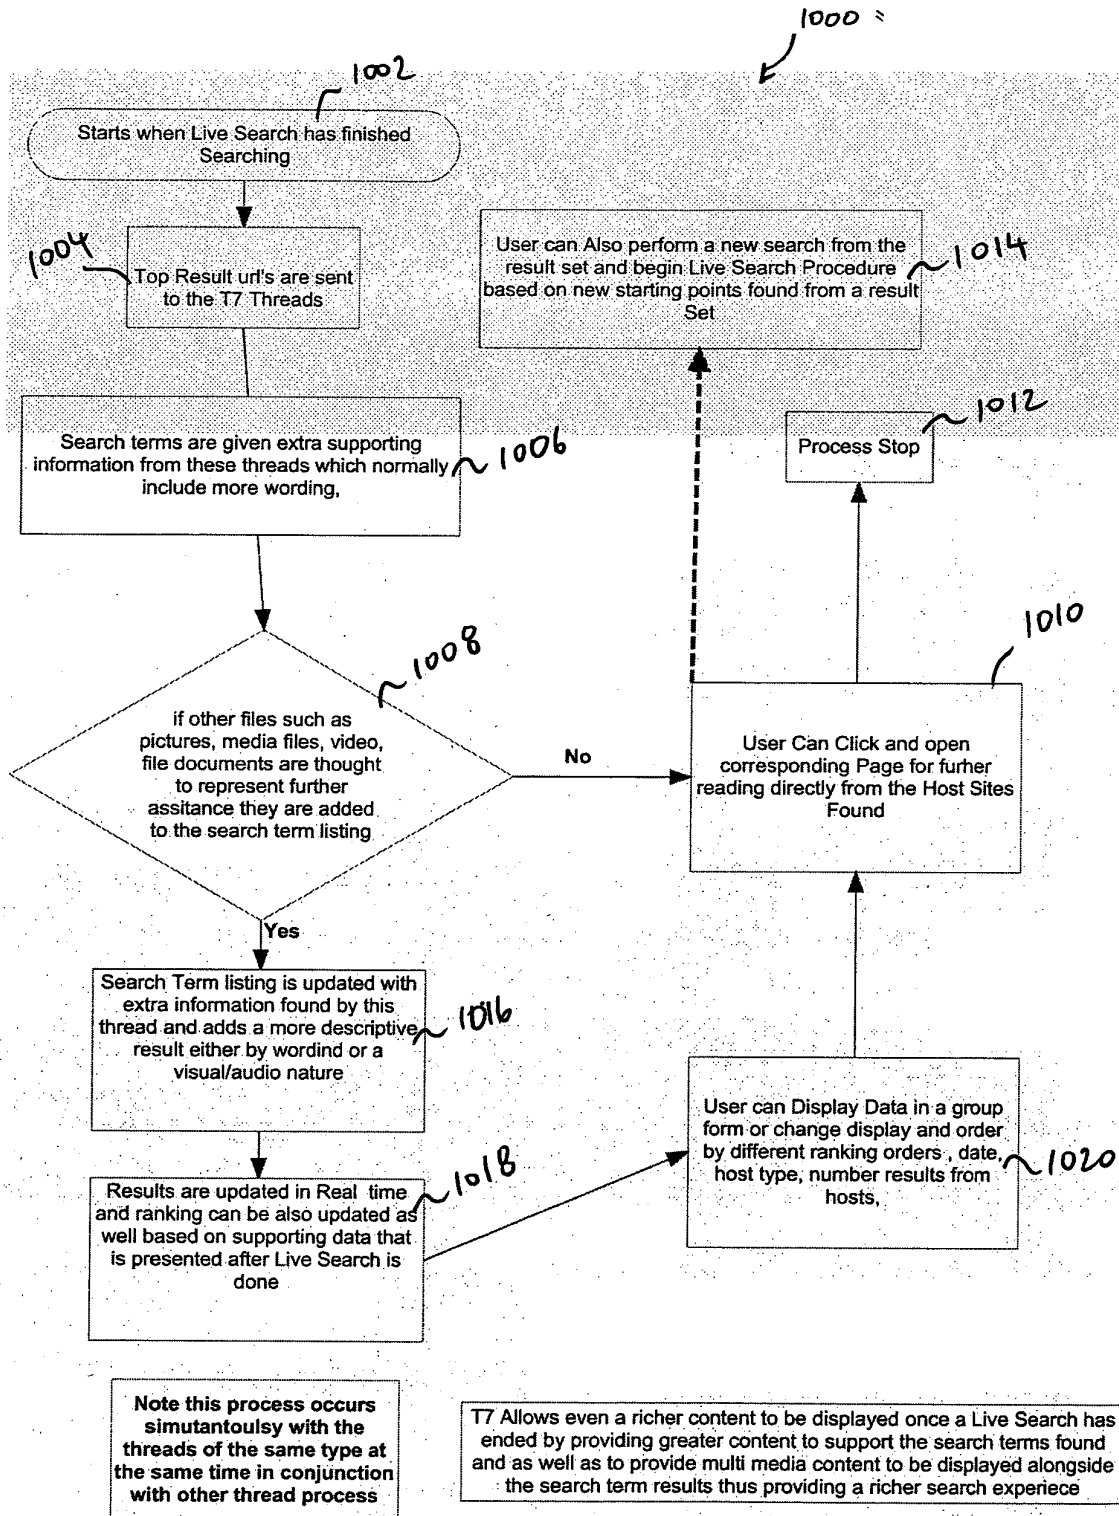 1000 =
1002
Starts when Live Search has finished
Searching
1004
Top Result url's are sent
to the T7 Threads
User can Also perform a new search from the
result set and begin Live Search Procedure
based on new starting points found from a result
Set
1014
Search terms are given extra supporting
information from these threads which normally
include more wording,
1006
1012
Process Stop
1008
if other files such as
pictures, media files, video,
file documents are thought
to represent further
assitance they are added
to the search term listing
No
1010
User Can Click and open
corresponding Page for furher
reading directly from the Host Sites
Found
Yes
Search Term listing is updated with
extra information found by this
thread and adds a more descriptive
result either by wordind or a
visual/audio nature
1016
Results are updated in Real time
and ranking can be also updated as
well based on supporting data that
is presented after Live Search is
done
1018
User can Display Data in a group
form or change display and order
by different ranking orders , date,
host type, number results from
hosts,
1020
Note this process occurs
simutantoulsy with the
threads of the same type at
the same time in conjunction
with other thread process
T7 Allows even a richer content to be displayed once a Live Search has
ended by providing greater content to support the search terms found
and as well as to provide multi media content to be displayed alongside
the search term results thus providing a richer search experiece